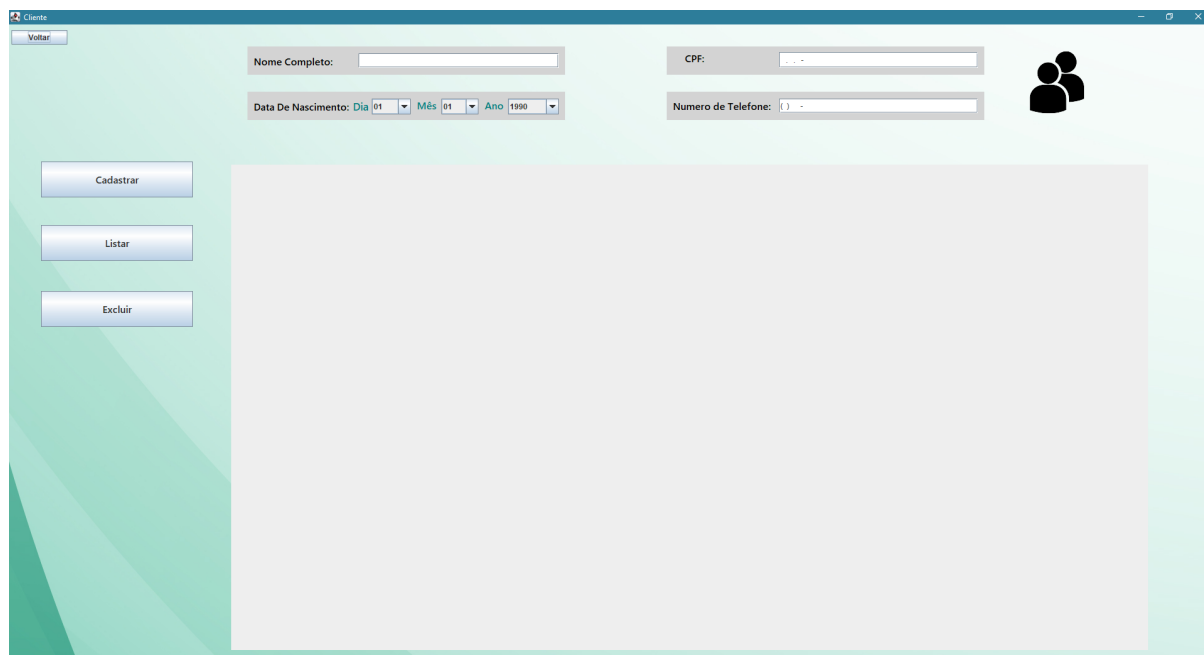 Cliente
Voltar
Nome Completo:
CPF: . . -
Data De Nascimento: Dia 01 Mês 01 Ano 1990
Numero de Telefone: ( ) -
Cadastrar
Listar
Excluir